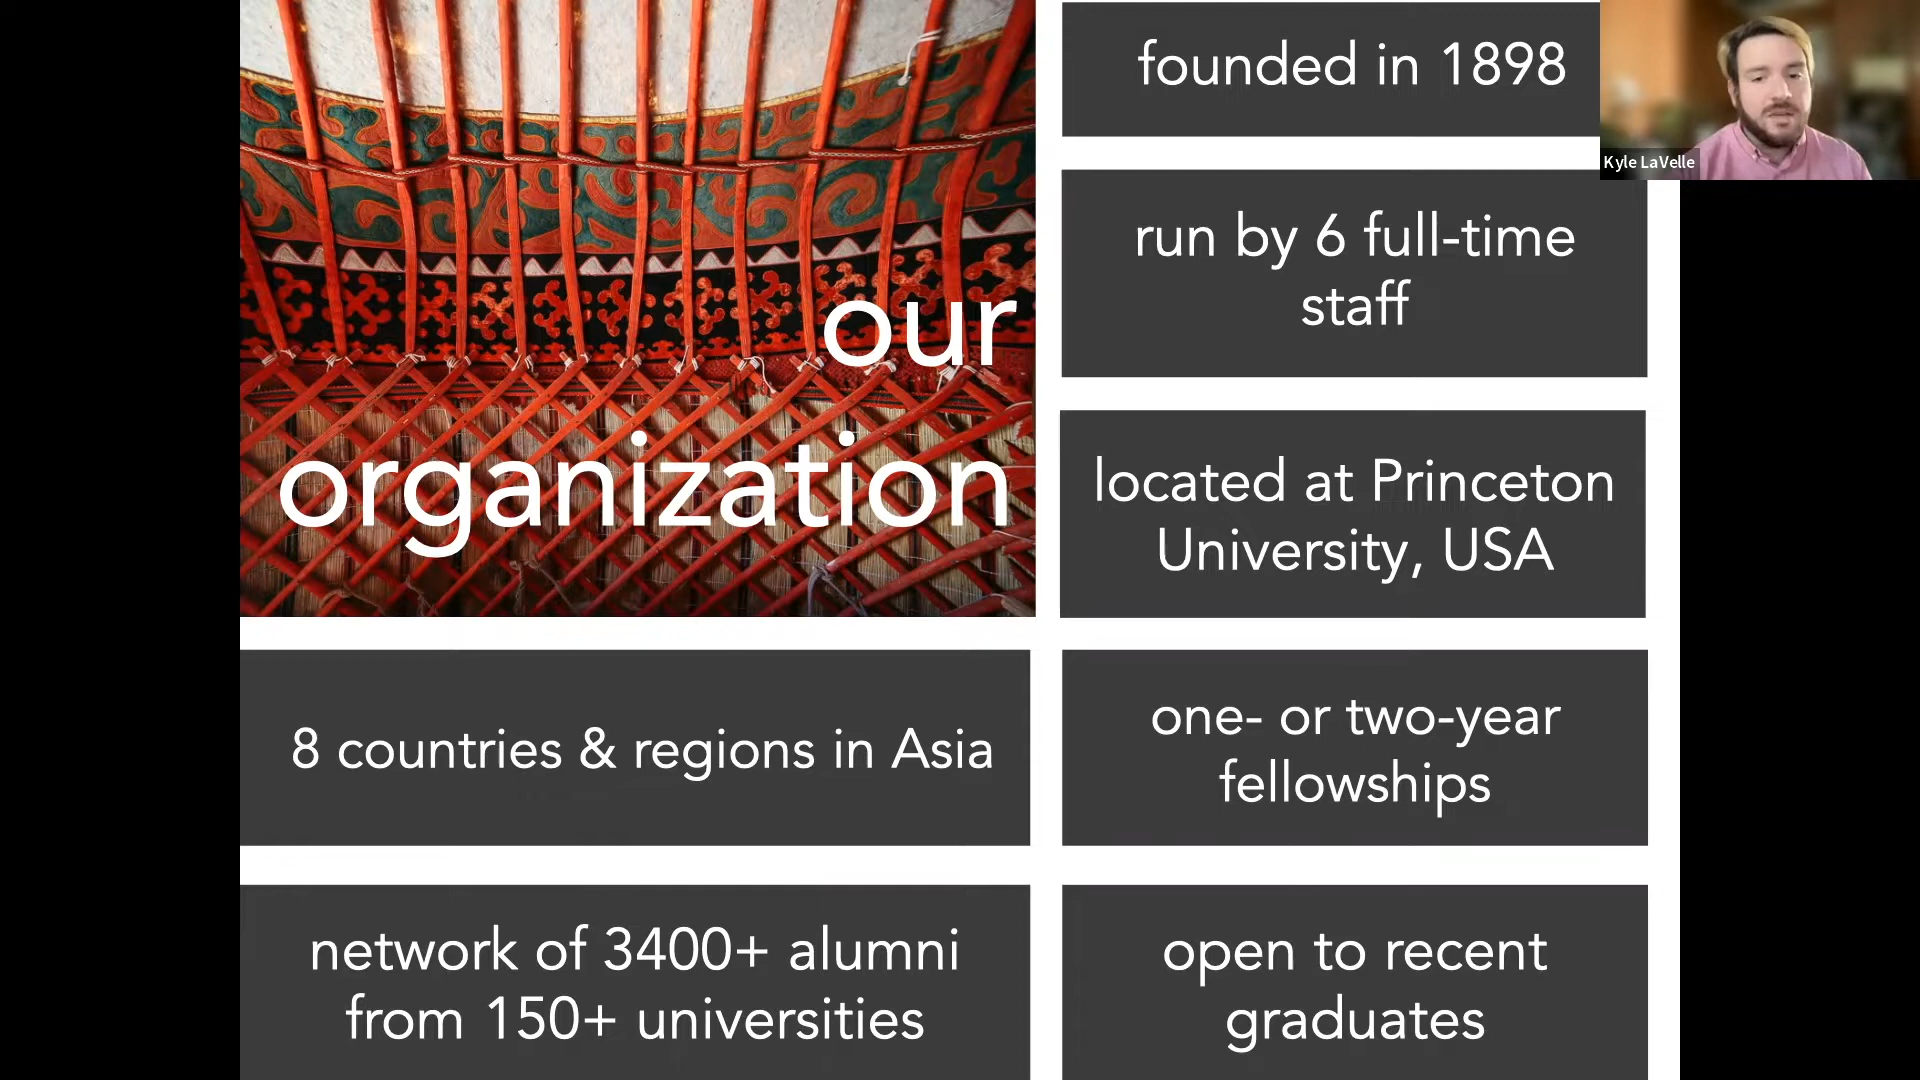 our
organization
founded in 1898
Kyle LaVelle
run by 6 full-time
staff
located at Princeton
University, USA
8 countries & regions in Asia
one- or two-year
fellowships
network of 3400+ alumni
from 150+ universities
open to recent
graduates